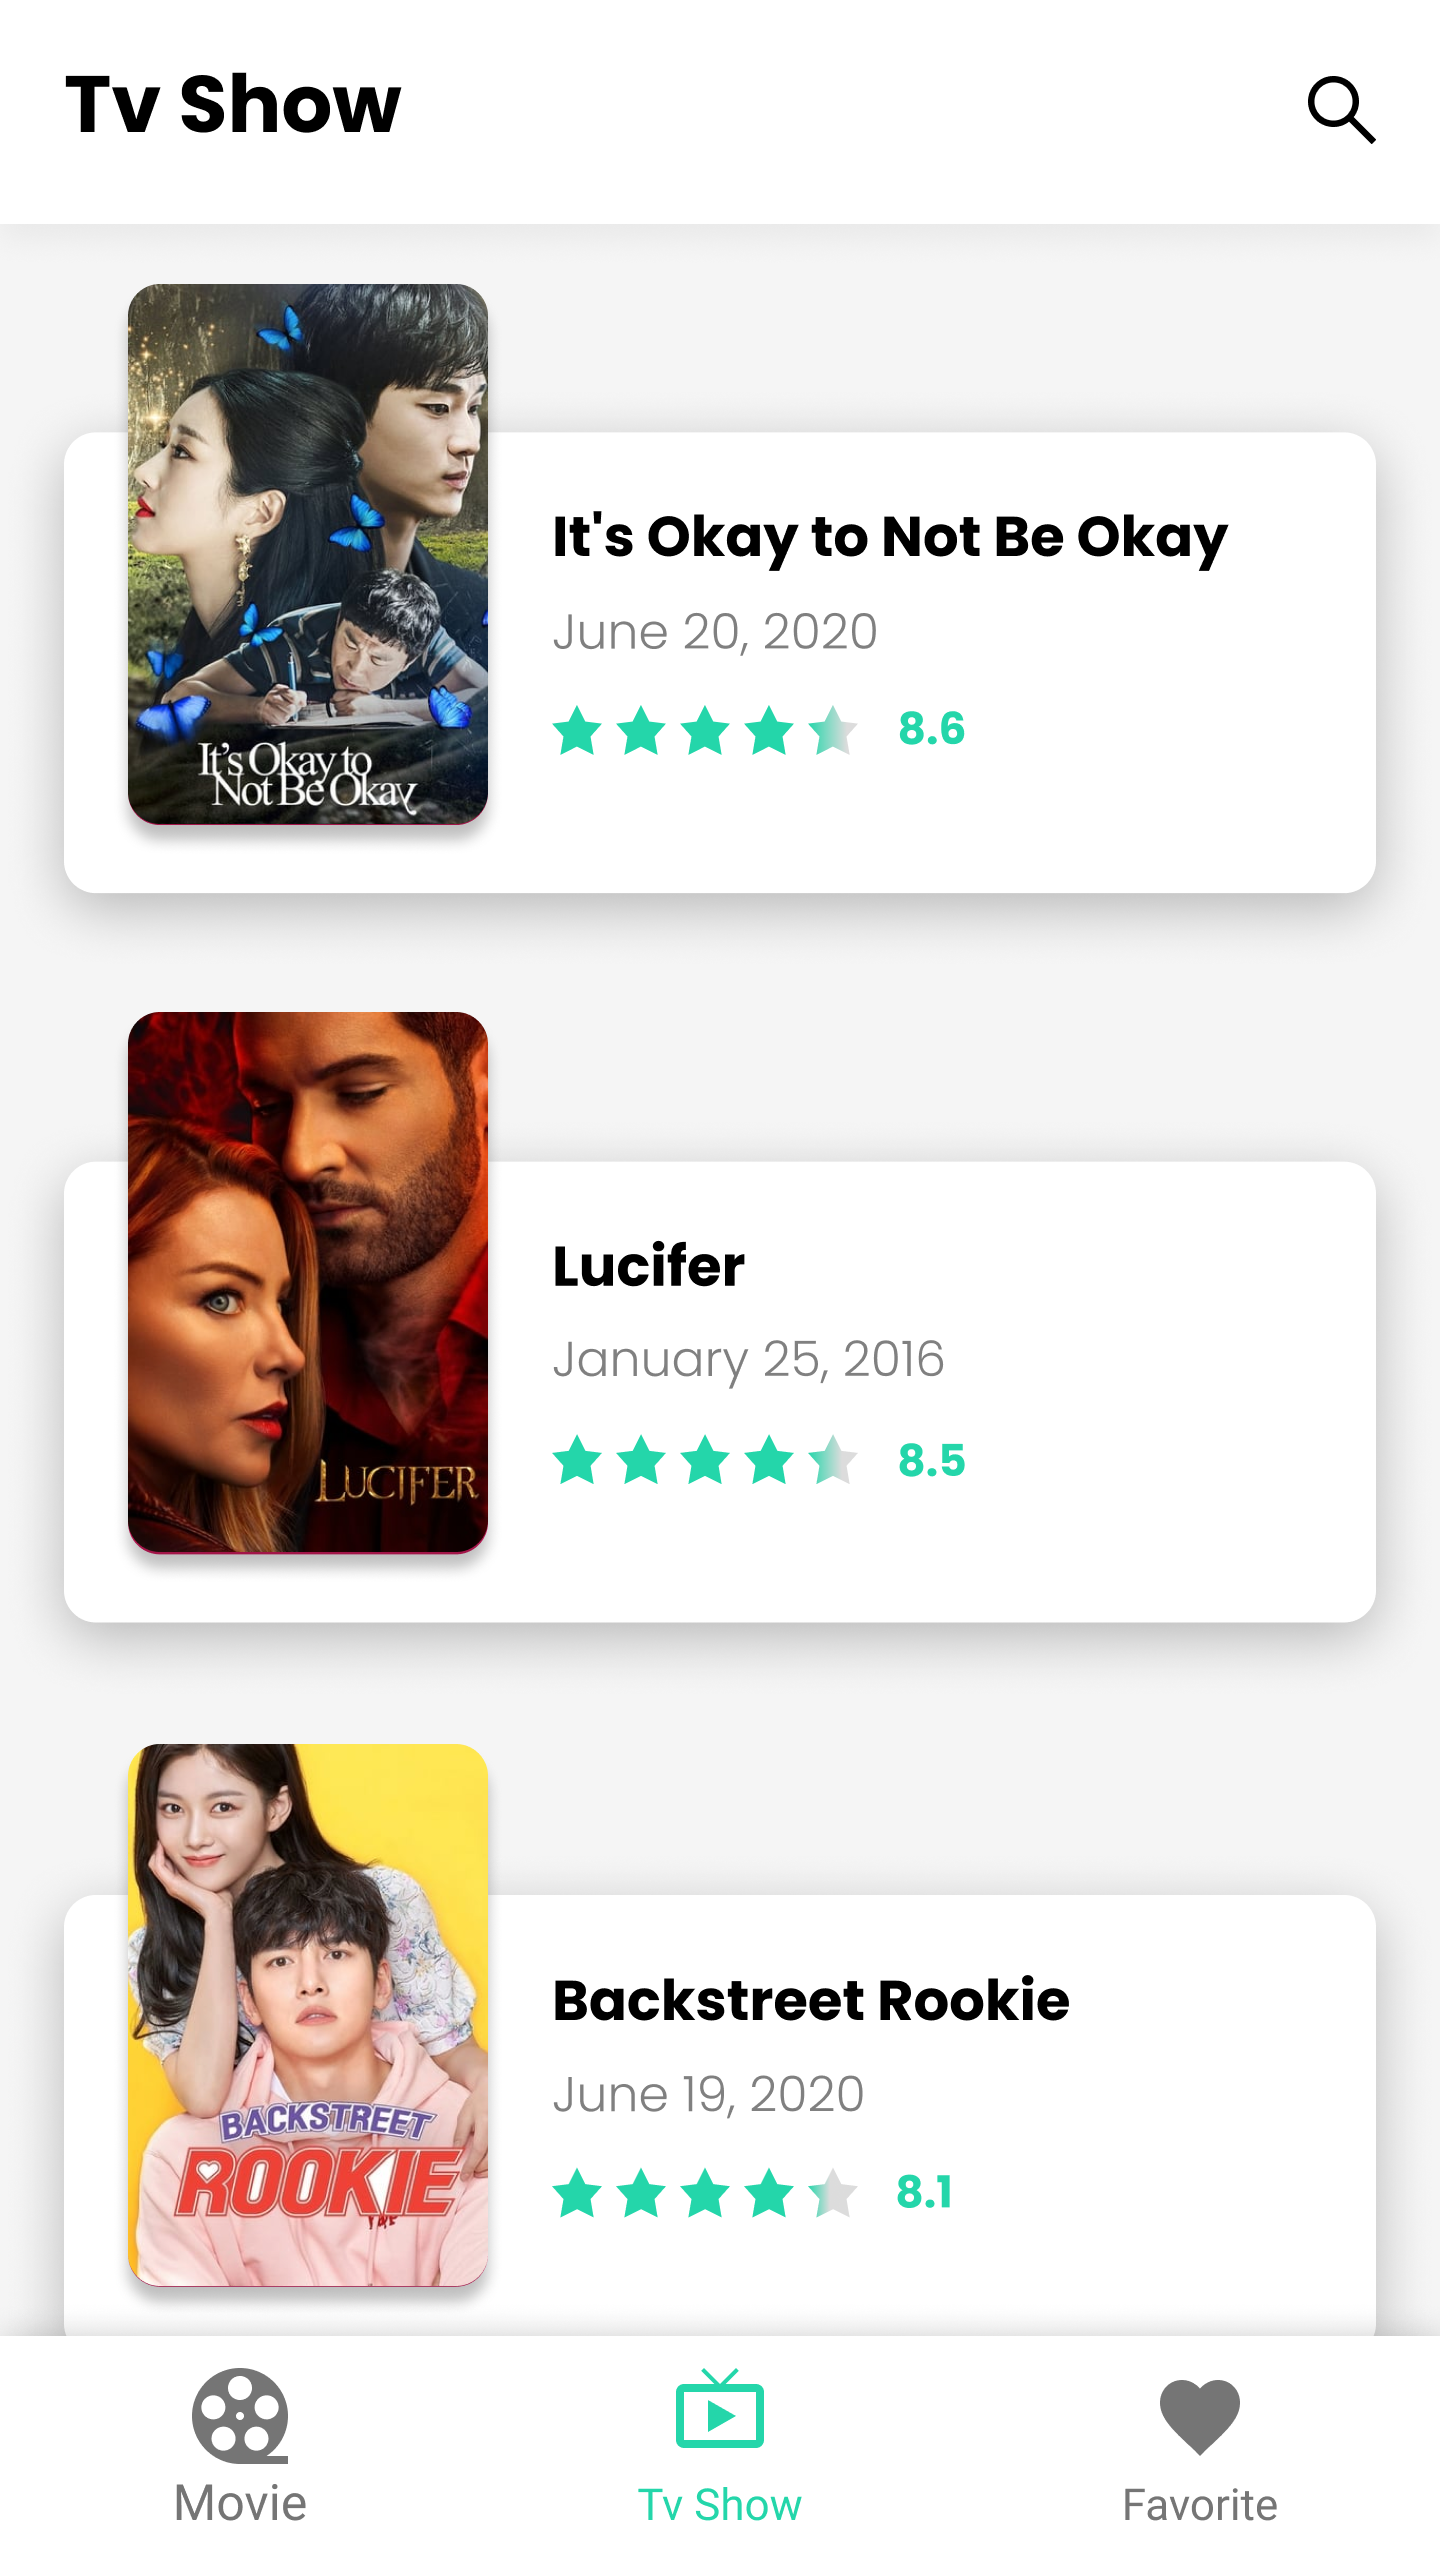 Tv Show
It's Okay to
Not Be Okay
It's Okay to Not Be Okay
June 20, 2020
8.6
LUCIFER
Lucifer
January 25, 2016
8.5
BACKSTREET
ROOKIE
Backstreet Rookie
June 19, 2020
8.1
Movie
Tv Show
Favorite